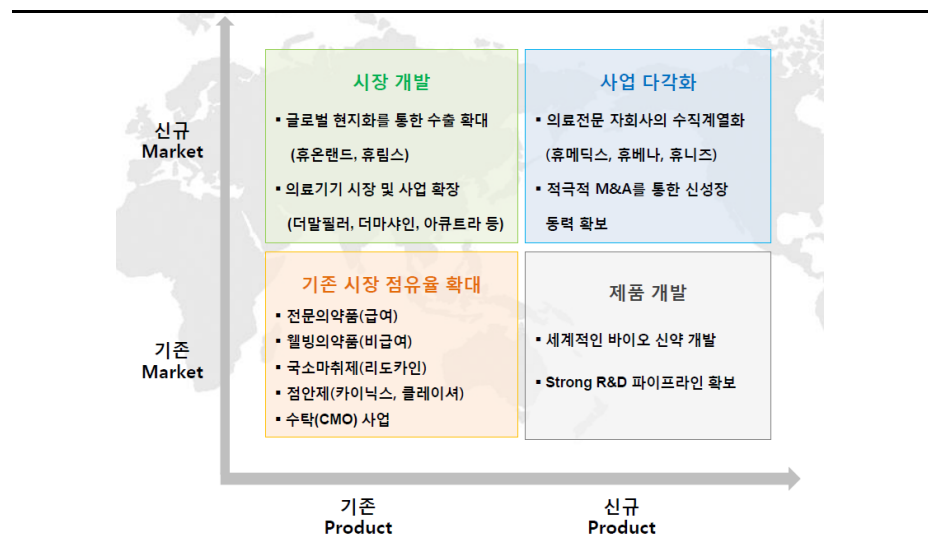 신규
Market
시장 개발
▪ 글로벌 현지화를 통한 수출 확대
(휴온랜드, 휴림스)
▪ 의료기기 시장 및 사업 확장
(더말필러, 더마샤인, 아큐트라 등)
사업 다각화
▪ 의료전문 자회사의 수직계열화
(휴메딕스, 휴베나, 휴니즈)
▪ 적극적 M&A를 통한 신성장
동력 확보
기존
Market
기존 시장 점유율 확대
▪ 전문의약품(급여)
▪ 웰빙의약품(비급여)
▪ 국소마취제(리도카인)
▪ 점안제(카이닉스, 클레이셔)
▪ 수탁(CMO) 사업
제품 개발
▪ 세계적인 바이오 신약 개발
▪ Strong R&D 파이프라인 확보
기존
Product
신규
Product